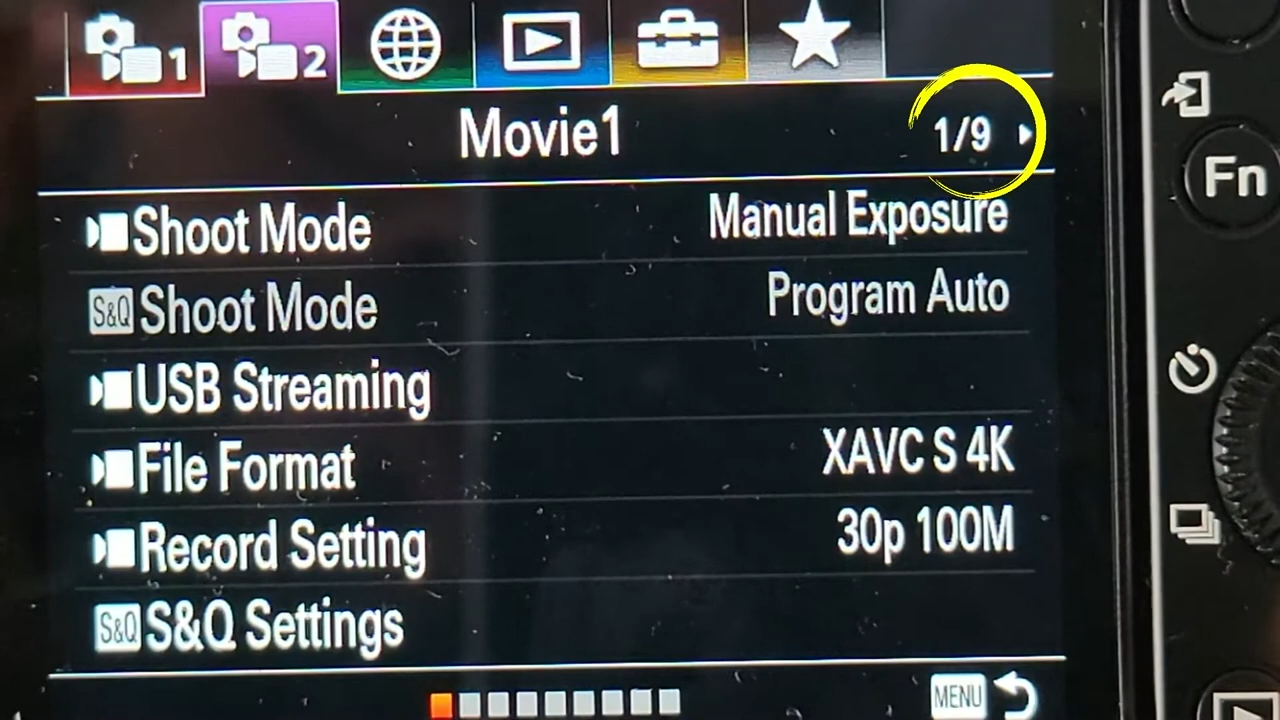 1
2
Movie1
1/9
Shoot Mode Manual Exposure
S&Q Shoot Mode Program Auto
USB Streaming
File Format XAVC S 4K
Record Setting 30p 100M
S&Q S&Q Settings
MENU
Fn